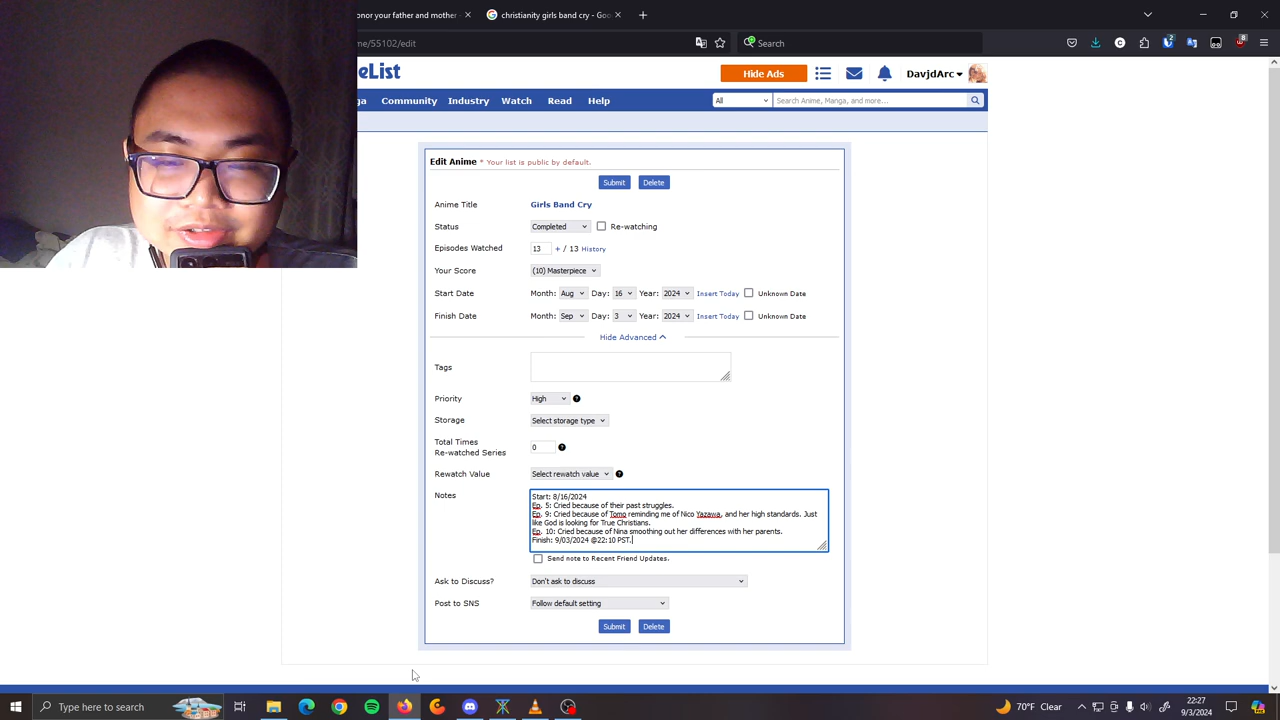 onor your father and mother -
christianity girls band cry - Goo
me/55102/edit
Search
8
eList
Hide Ads
DavjdArc
ga Community Industry Watch Read Help
All
Search Anime, Manga, and more...
Edit Anime * Your list is public by default.
Submit Delete
Anime Title Girls Band Cry
Status Completed Re-watching
Episodes Watched 13 + / 13 History
Your Score (10) Masterpiece
Start Date Month: Aug Day: 16 Year: 2024 Insert Today Unknown Date
Finish Date Month: Sep Day: 3 Year: 2024 Insert Today Unknown Date
Hide Advanced
Tags
Priority High
Storage Select storage type
Total Times
Re-watched Series 0
Rewatch Value Select rewatch value
Notes
Start: 8/16/2024
Ep. 5: Cried because of their past struggles.
Ep. 9: Cried because of Tomo reminding me of Nico Yazawa, and her high standards. Just
like God is looking for True Christians.
Ep. 10: Cried because of Nina smoothing out her differences with her parents.
Finish: 9/03/2024 @22:10 PST.
Send note to Recent Friend Updates.
Ask to Discuss? Don't ask to discuss
Post to SNS Follow default setting
Submit Delete
Type here to search
70°F Clear
22:27
9/3/2024